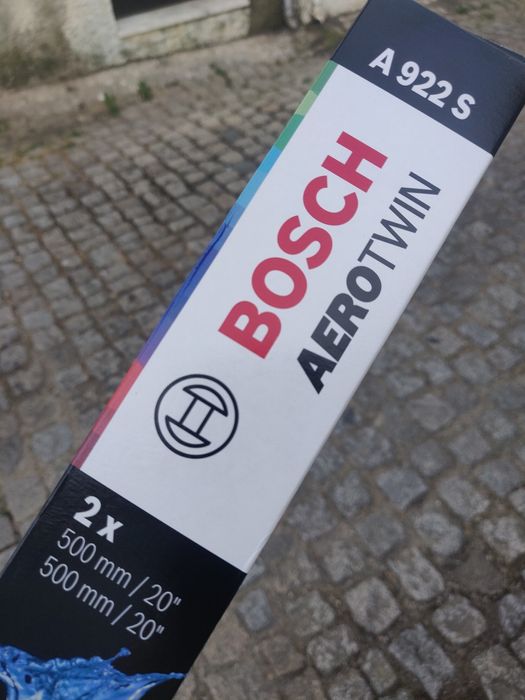 A 922 S
BOSCH
AEROTWIN
2 X
500 mm / 20"
500 mm / 20"